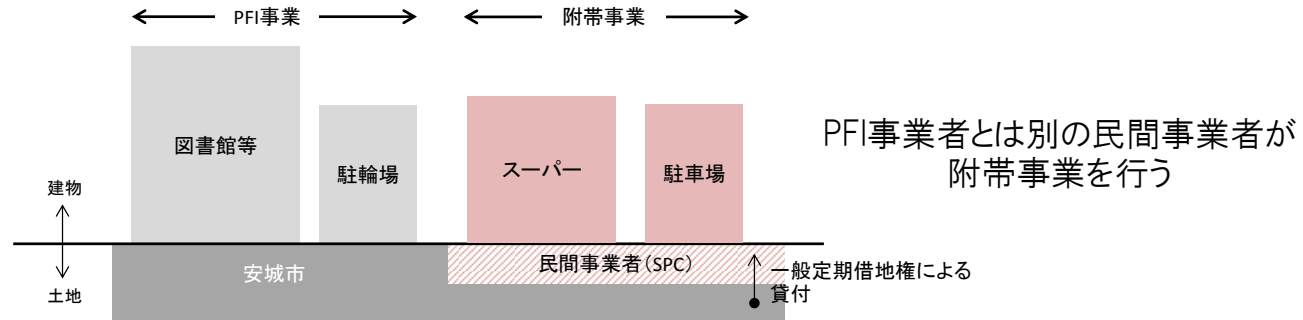 PFI事業
附帯事業
図書館等
駐輪場
スーパー
駐車場
PFI事業者とは別の民間事業者が
附帯事業を行う
建物
土地
安城市
民間事業者(SPC)
一般定期借地権による
貸付